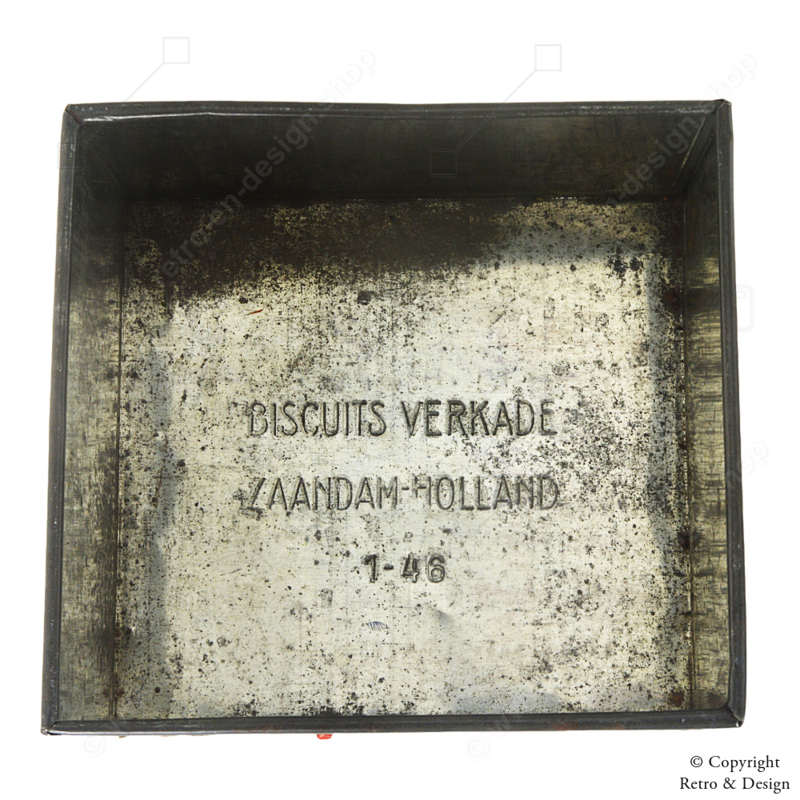 BISCUITS VERKADE
ZAANDAM-HOLLAND
1-46
© Copyright
Retro & Design